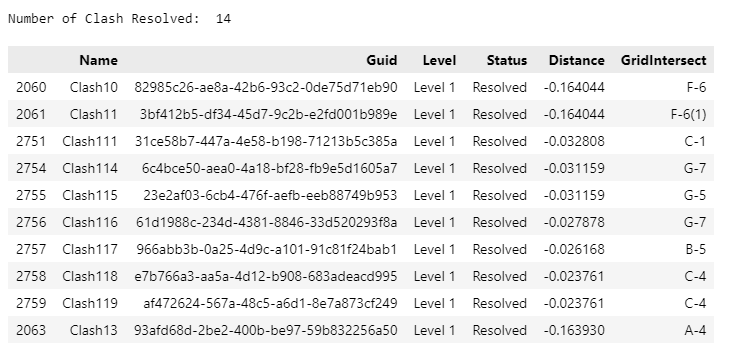 Number of Clash Resolved:  14
Name Guid Level Status Distance GridIntersect
2060 Clash10 82985c26-ae8a-42b6-93c2-0de75d71eb90 Level 1 Resolved -0.164044 F-6
2061 Clash11 3bf412b5-df34-45d7-9c2b-e2fd001b989e Level 1 Resolved -0.164044 F-6(1)
2751 Clash111 31ce58b7-447a-4e58-b198-71213b5c385a Level 1 Resolved -0.032808 C-1
2754 Clash114 6c4bce50-aea0-4a18-bf28-fb9e5d1605a7 Level 1 Resolved -0.031159 G-7
2755 Clash115 23e2af03-6cb4-476f-aefb-eeb88749b953 Level 1 Resolved -0.031159 G-5
2756 Clash116 61d1988c-234d-4381-8846-33d520293f8a Level 1 Resolved -0.027878 G-7
2757 Clash117 966abb3b-0a25-4d9c-a101-91c81f24bab1 Level 1 Resolved -0.026168 B-5
2758 Clash118 e7b766a3-aa5a-4d12-b908-683adeacd995 Level 1 Resolved -0.023761 C-4
2759 Clash119 af472624-567a-48c5-a6d1-8e7a873cf249 Level 1 Resolved -0.023761 C-4
2063 Clash13 93afd68d-2be2-400b-be97-59b832256a50 Level 1 Resolved -0.163930 A-4